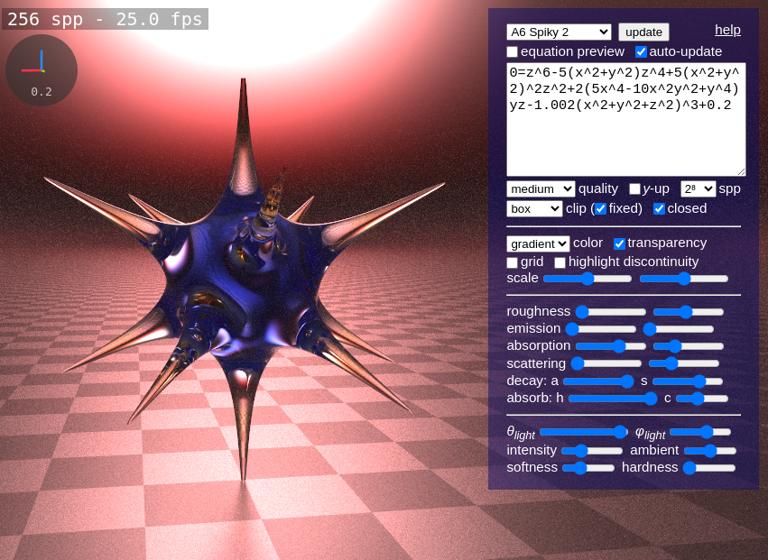 256 spp - 25.0 fps
0.2
A6 Spiky 2 update help
equation preview auto-update
0=z^6-5(x^2+y^2)z^4+5(x^2+y^
2)^2z^2+2(5x^4-10x^2y^2+y^4)
yz-1.002(x^2+y^2+z^2)^3+0.2
medium quality y-up 2⁸ spp
box clip (fixed) closed
gradient color transparency
grid highlight discontinuity
scale
roughness
emission
absorption
scattering
decay: a s
absorb: h c
θlight φlight
intensity ambient
softness hardness